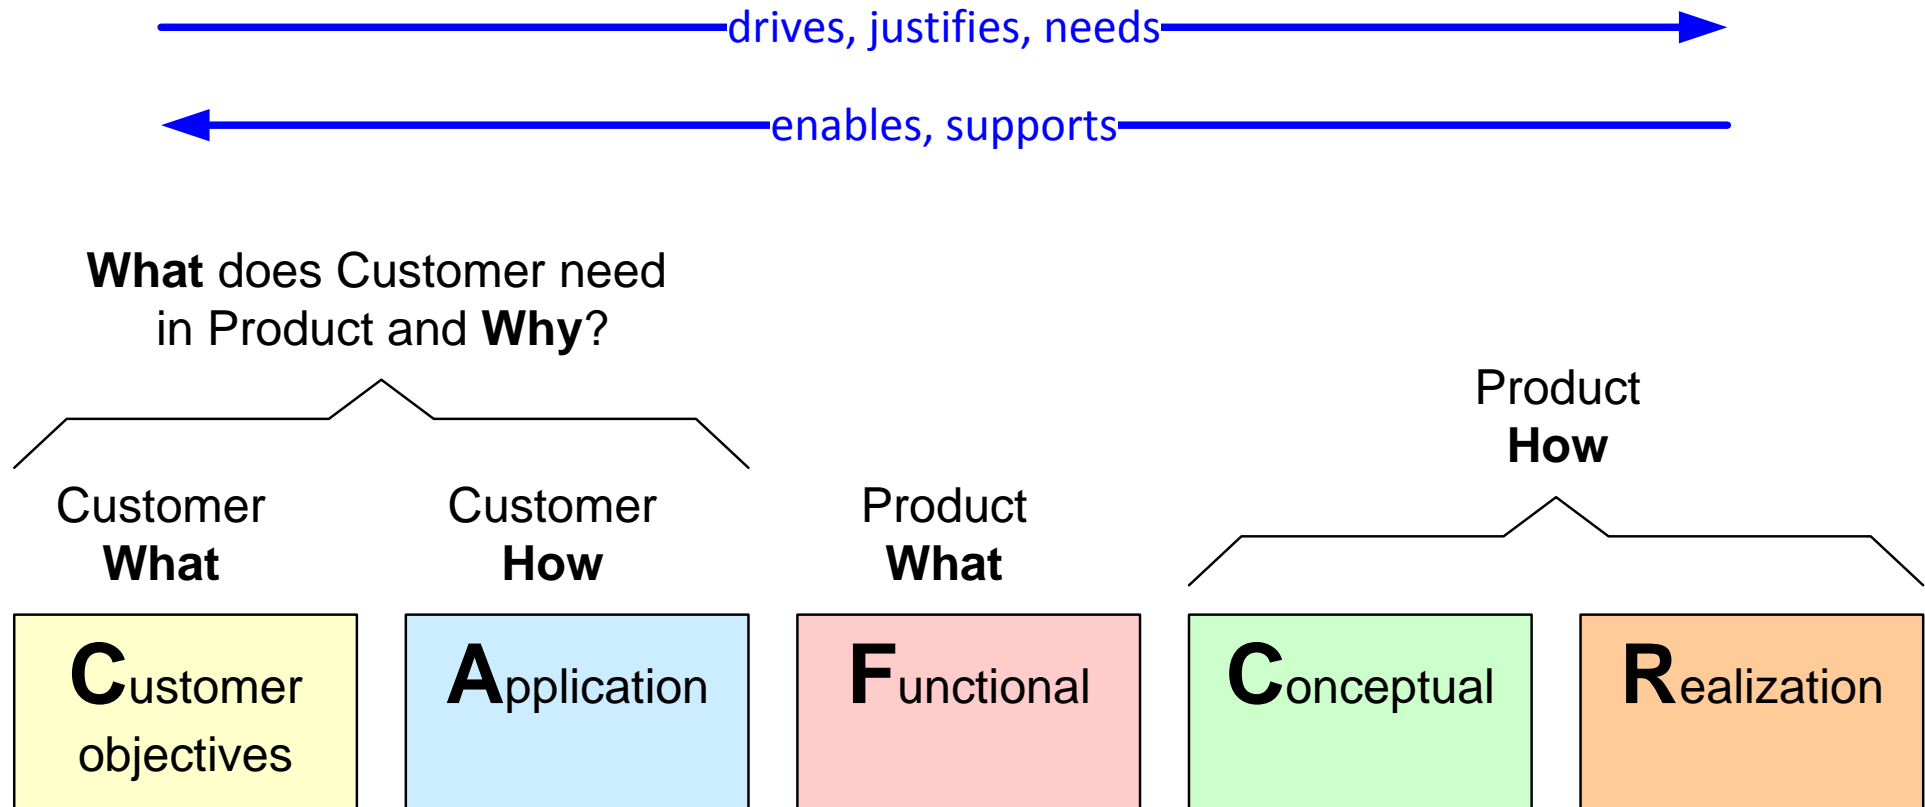 drives, justifies, needs
enables, supports
What does Customer need
in Product and Why?
Product
How
Customer
What
Customer
How
Product
What
Customer
objectives
Application
Functional
Conceptual
Realization